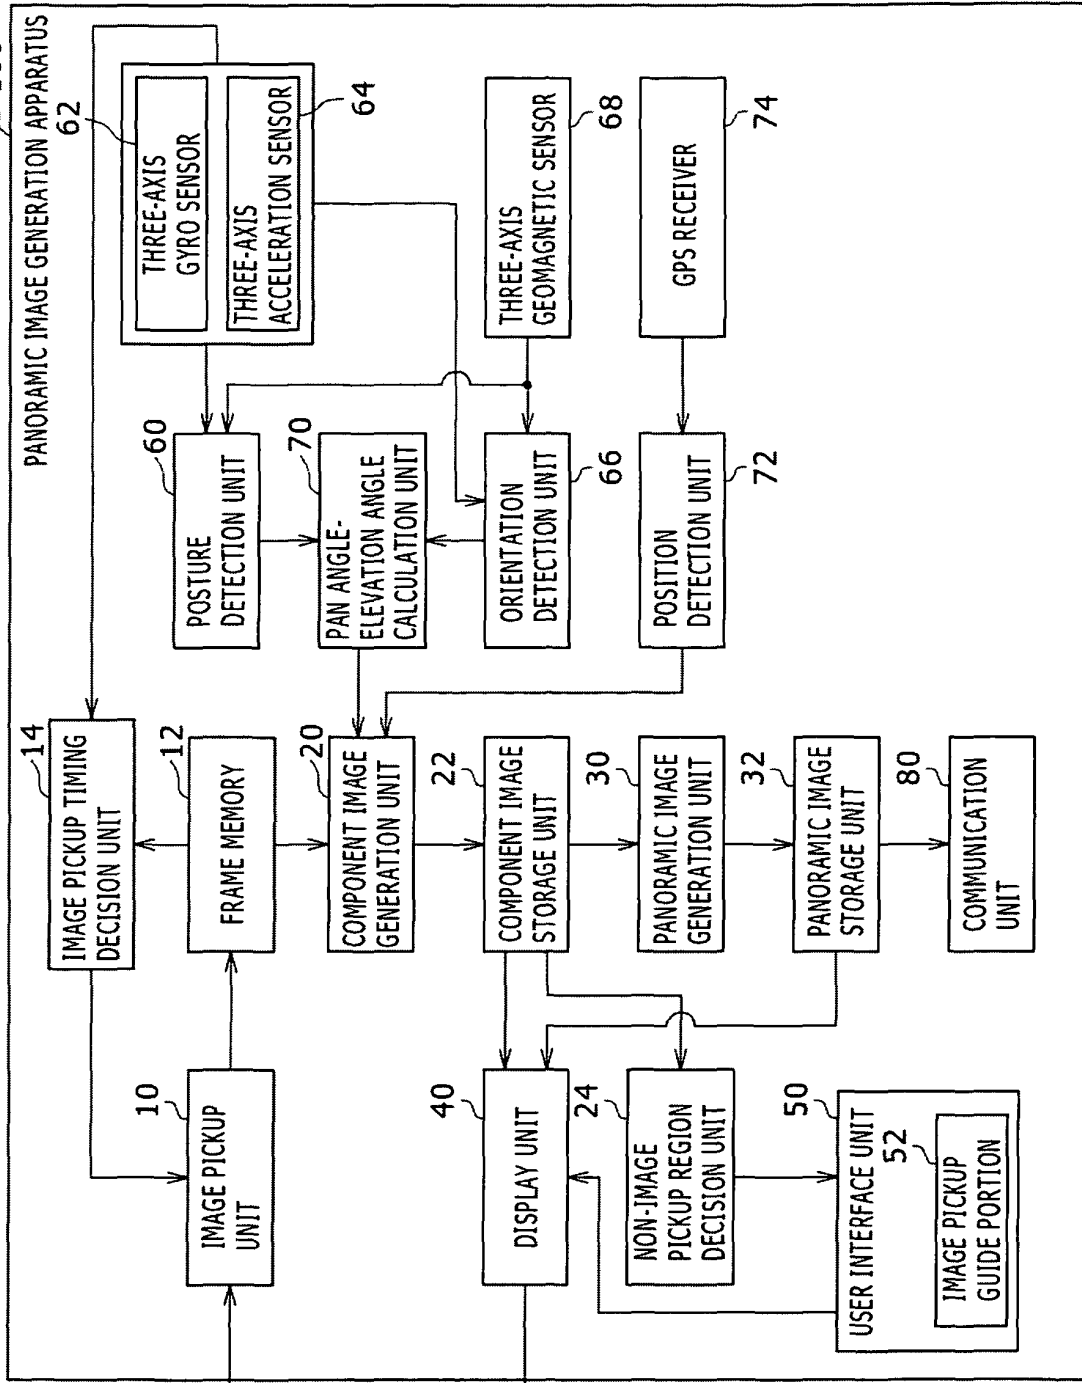 PANORAMIC IMAGE GENERATION APPARATUS
14
IMAGE PICKUP TIMING
DECISION UNIT
62
THREE-AXIS
GYRO SENSOR
THREE-AXIS
ACCELERATION SENSOR
64
10
IMAGE PICKUP
UNIT
12
FRAME MEMORY
60
POSTURE
DETECTION UNIT
20
COMPONENT IMAGE
GENERATION UNIT
70
PAN ANGLE-
ELEVATION ANGLE
CALCULATION UNIT
40
DISPLAY UNIT
22
COMPONENT IMAGE
STORAGE UNIT
ORIENTATION
DETECTION UNIT
66
THREE-AXIS
GEOMAGNETIC SENSOR
68
24
NON-IMAGE
PICKUP REGION
DECISION UNIT
30
PANORAMIC IMAGE
GENERATION UNIT
POSITION
DETECTION UNIT
72
GPS RECEIVER
74
50
USER INTERFACE UNIT
52
IMAGE PICKUP
GUIDE PORTION
32
PANORAMIC IMAGE
STORAGE UNIT
80
COMMUNICATION
UNIT